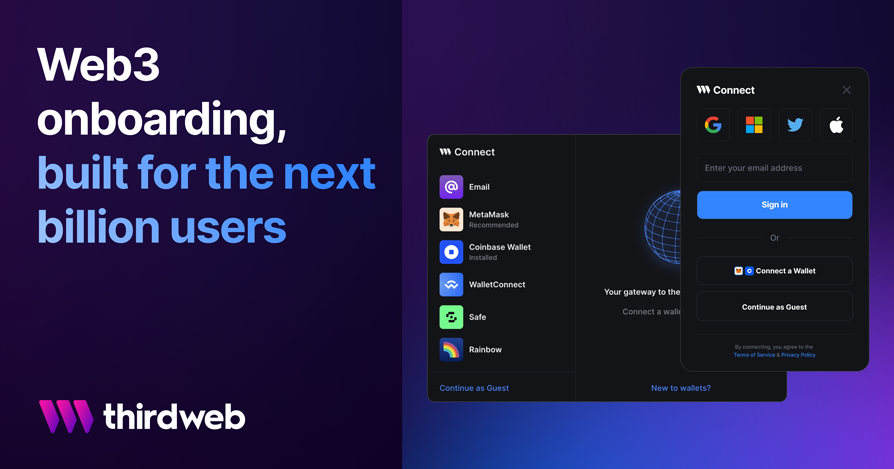 Web3
onboarding,
built for the next
billion users
thirdweb
Connect
Email
MetaMask
Recommended
Coinbase Wallet
Installed
WalletConnect
Safe
Rainbow
Continue as Guest
Your gateway to the
Connect a
New to wallets?
Connect
Enter your email address
Sign in
Or
Connect a Wallet
Continue as Guest
By connecting, you agree to the
Terms of Service & Privacy Policy